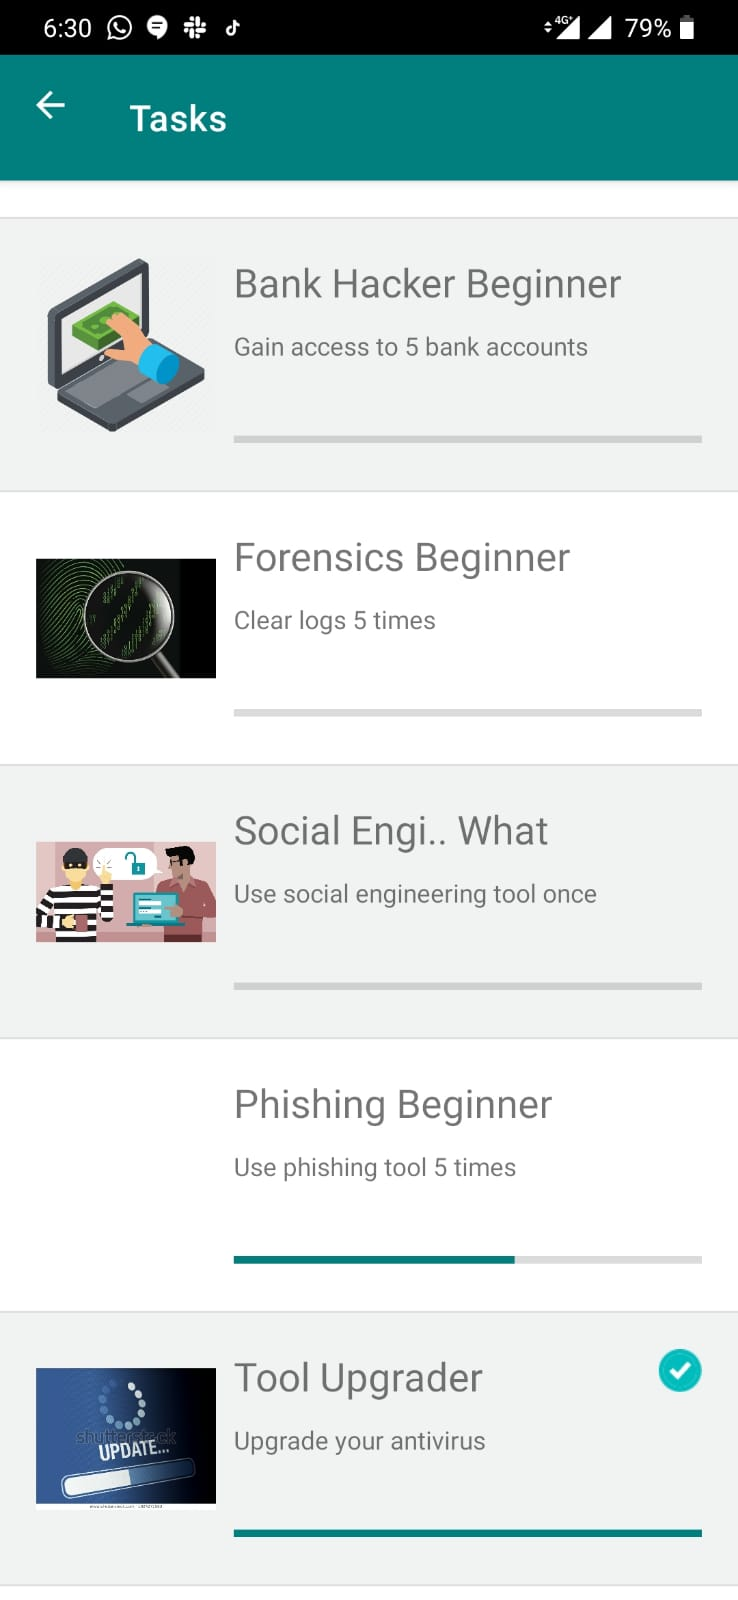 6:30 4G+ 79%
Tasks
Bank Hacker Beginner
Gain access to 5 bank accounts
Forensics Beginner
Clear logs 5 times
Social Engi.. What
Use social engineering tool once
Phishing Beginner
Use phishing tool 5 times
Tool Upgrader
Upgrade your antivirus
shutterstock
UPDATE...